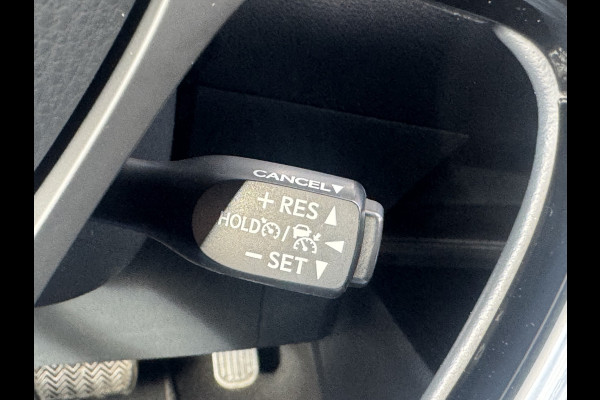 CANCEL▼
+ RES ▲
HOLD / ◀
− SET ▼